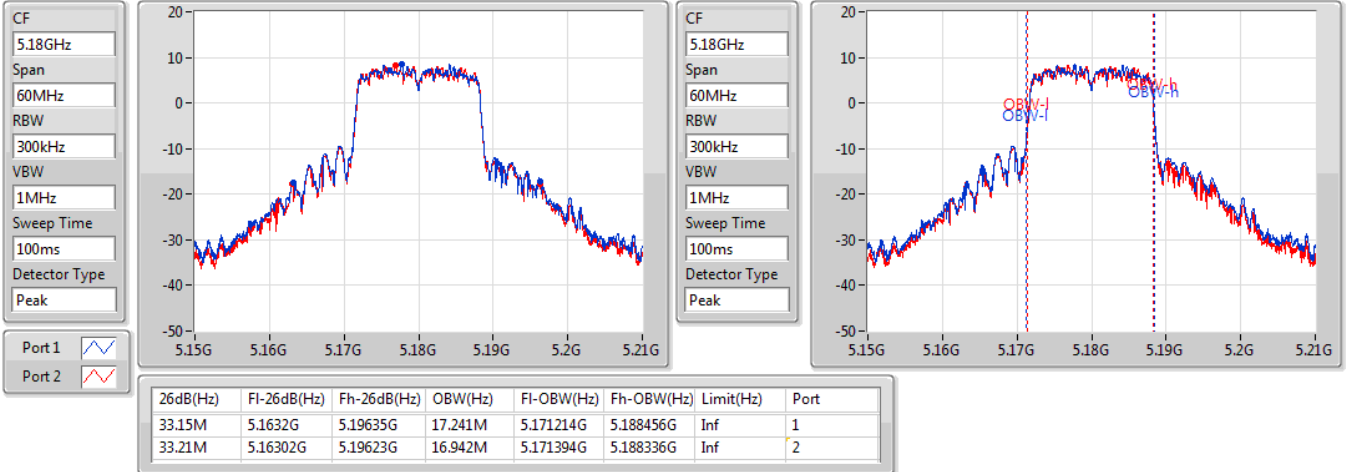 CF
5.18GHz
Span
60MHz
RBW
300kHz
VBW
1MHz
Sweep Time
100ms
Detector Type
Peak
Port 1
Port 2
20
10
0
-10
-20
-30
-40
-50
5.15G 5.16G 5.17G 5.18G 5.19G 5.2G 5.21G
CF
5.18GHz
Span
60MHz
RBW
300kHz
VBW
1MHz
Sweep Time
100ms
Detector Type
Peak
20
10
0
-10
-20
-30
-40
-50
OBW-l
OBW-l
OBW-h
OBW-h
5.15G 5.16G 5.17G 5.18G 5.19G 5.2G 5.21G
26dB(Hz) Fl-26dB(Hz) Fh-26dB(Hz) OBW(Hz) Fl-OBW(Hz) Fh-OBW(Hz) Limit(Hz) Port
33.15M 5.1632G 5.19635G 17.241M 5.171214G 5.188456G Inf 1
33.21M 5.16302G 5.19623G 16.942M 5.171394G 5.188336G Inf 2